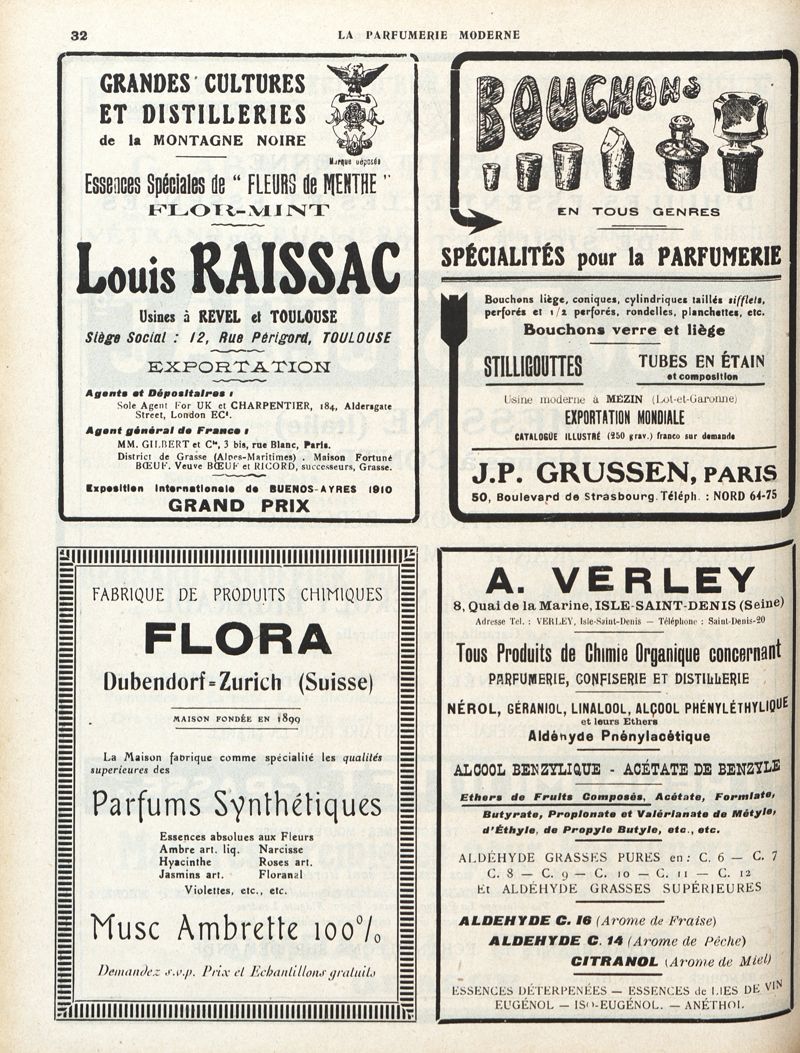 32
LA PARFUMERIE MODERNE
GRANDES CULTURES
ET DISTILLERIES
de la MONTAGNE NOIRE
Marque déposée
Essences Spéciales de “ FLEURS de MENTHE ”
FLOR-MINT
Louis RAISSAC
Usines à REVEL et TOULOUSE
Siège Social : 12, Rue Périgord, TOULOUSE
EXPORTATION
Agents et Dépositaires :
Sole Agent For UK et CHARPENTIER, 184, Aldersgate
Street, London EC¹.
Agent général de France :
MM. GILBERT et Cie, 3 bis, rue Blanc, Paris.
District de Grasse (Alpes-Maritimes) . Maison Fortuné
BŒUF. Veuve BŒUF et RICORD, successeurs, Grasse.
Exposition Internationale de BUENOS-AYRES 1910
GRAND PRIX
BOUCHONS
EN TOUS GENRES
SPÉCIALITÉS pour la PARFUMERIE
Bouchons liège, coniques, cylindriques taillés sifflets,
perforés et 1/2 perforés, rondelles, planchettes, etc.
Bouchons verre et liège
STILLIGOUTTES
TUBES EN ÉTAIN
et composition
Usine moderne à MÉZIN (Lot-et-Garonne)
EXPORTATION MONDIALE
CATALOGUE ILLUSTRÉ (250 grav.) franco sur demande
J.P. GRUSSEN, PARIS
50, Boulevard de Strasbourg. Téléph. : NORD 64-75
FABRIQUE DE PRODUITS CHIMIQUES
FLORA
Dubendorf=Zurich (Suisse)
MAISON FONDÉE EN 1899
La Maison fabrique comme spécialité les qualités
superieures des
Parfums Synthétiques
Essences absolues aux Fleurs
Ambre art. liq. Narcisse
Hyacinthe Roses art.
Jasmins art. Floranal
Violettes, etc., etc.
Musc Ambrette 100%
Demandez s.v.p. Prix et Echantillons gratuits
A. VERLEY
8, Quai de la Marine, ISLE-SAINT-DENIS (Seine)
Adresse Tel. : VERLEY, Isle-Saint-Denis — Téléphone : Saint-Denis-20
Tous Produits de Chimie Organique concernant
PARFUMERIE, CONFISERIE ET DISTILLERIE
NÉROL, GÉRANIOL, LINALOOL, ALCOOL PHÉNYLÉTHYLIQUE
et leurs Ethers
Aldéhyde Phénylacétique
ALCOOL BENZYLIQUE - ACÉTATE DE BENZYLE
Ethers de Fruits Composés, Acétate, Formiate,
Butyrate, Propionate et Valérianate de Métyle,
d'Éthyle, de Propyle Butyle, etc., etc.
ALDÉHYDE GRASSES PURES en : C. 6 — C. 7
C. 8 — C. 9 — C. 10 — C. 11 — C. 12
Et ALDÉHYDE GRASSES SUPÉRIEURES
ALDEHYDE C. 16 (Arome de Fraise)
ALDEHYDE C. 14 (Arome de Pêche)
CITRANOL (Arome de Miel)
ESSENCES DÉTERPENÉES — ESSENCES de LIES DE VIN
EUGÉNOL — ISO-EUGÉNOL. — ANÉTHOL